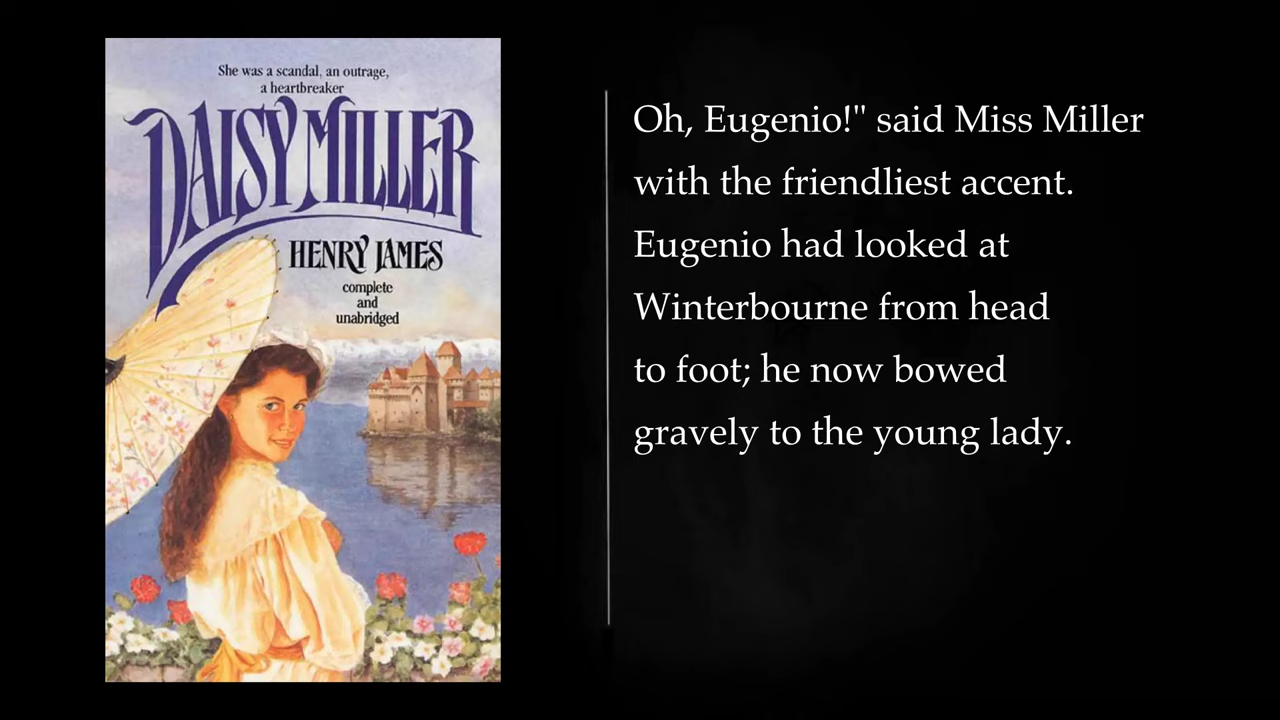 She was a scandal, an outrage,
a heartbreaker
DAISY MILLER
HENRY JAMES
complete
and
unabridged
Oh, Eugenio!" said Miss Miller
with the friendliest accent.
Eugenio had looked at
Winterbourne from head
to foot; he now bowed
gravely to the young lady.